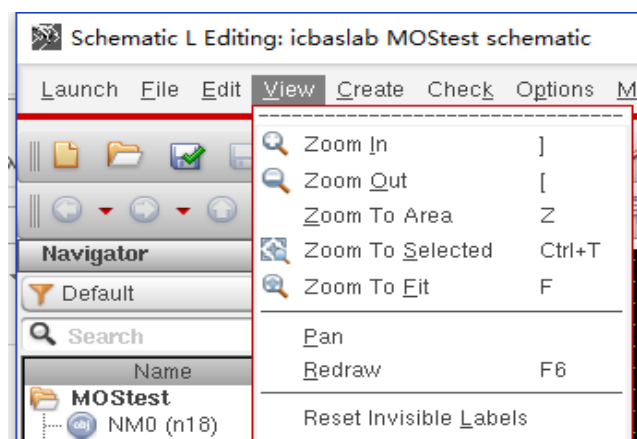 Schematic L Editing: icbaslab MOStest schematic
Launch File Edit View Create Check Options M
Zoom In ]
Zoom Out [
Zoom To Area Z
Navigator Zoom To Selected Ctrl+T
Default Zoom To Fit F
Search Pan
Name Redraw F6
MOStest
NM0 (n18) Reset Invisible Labels